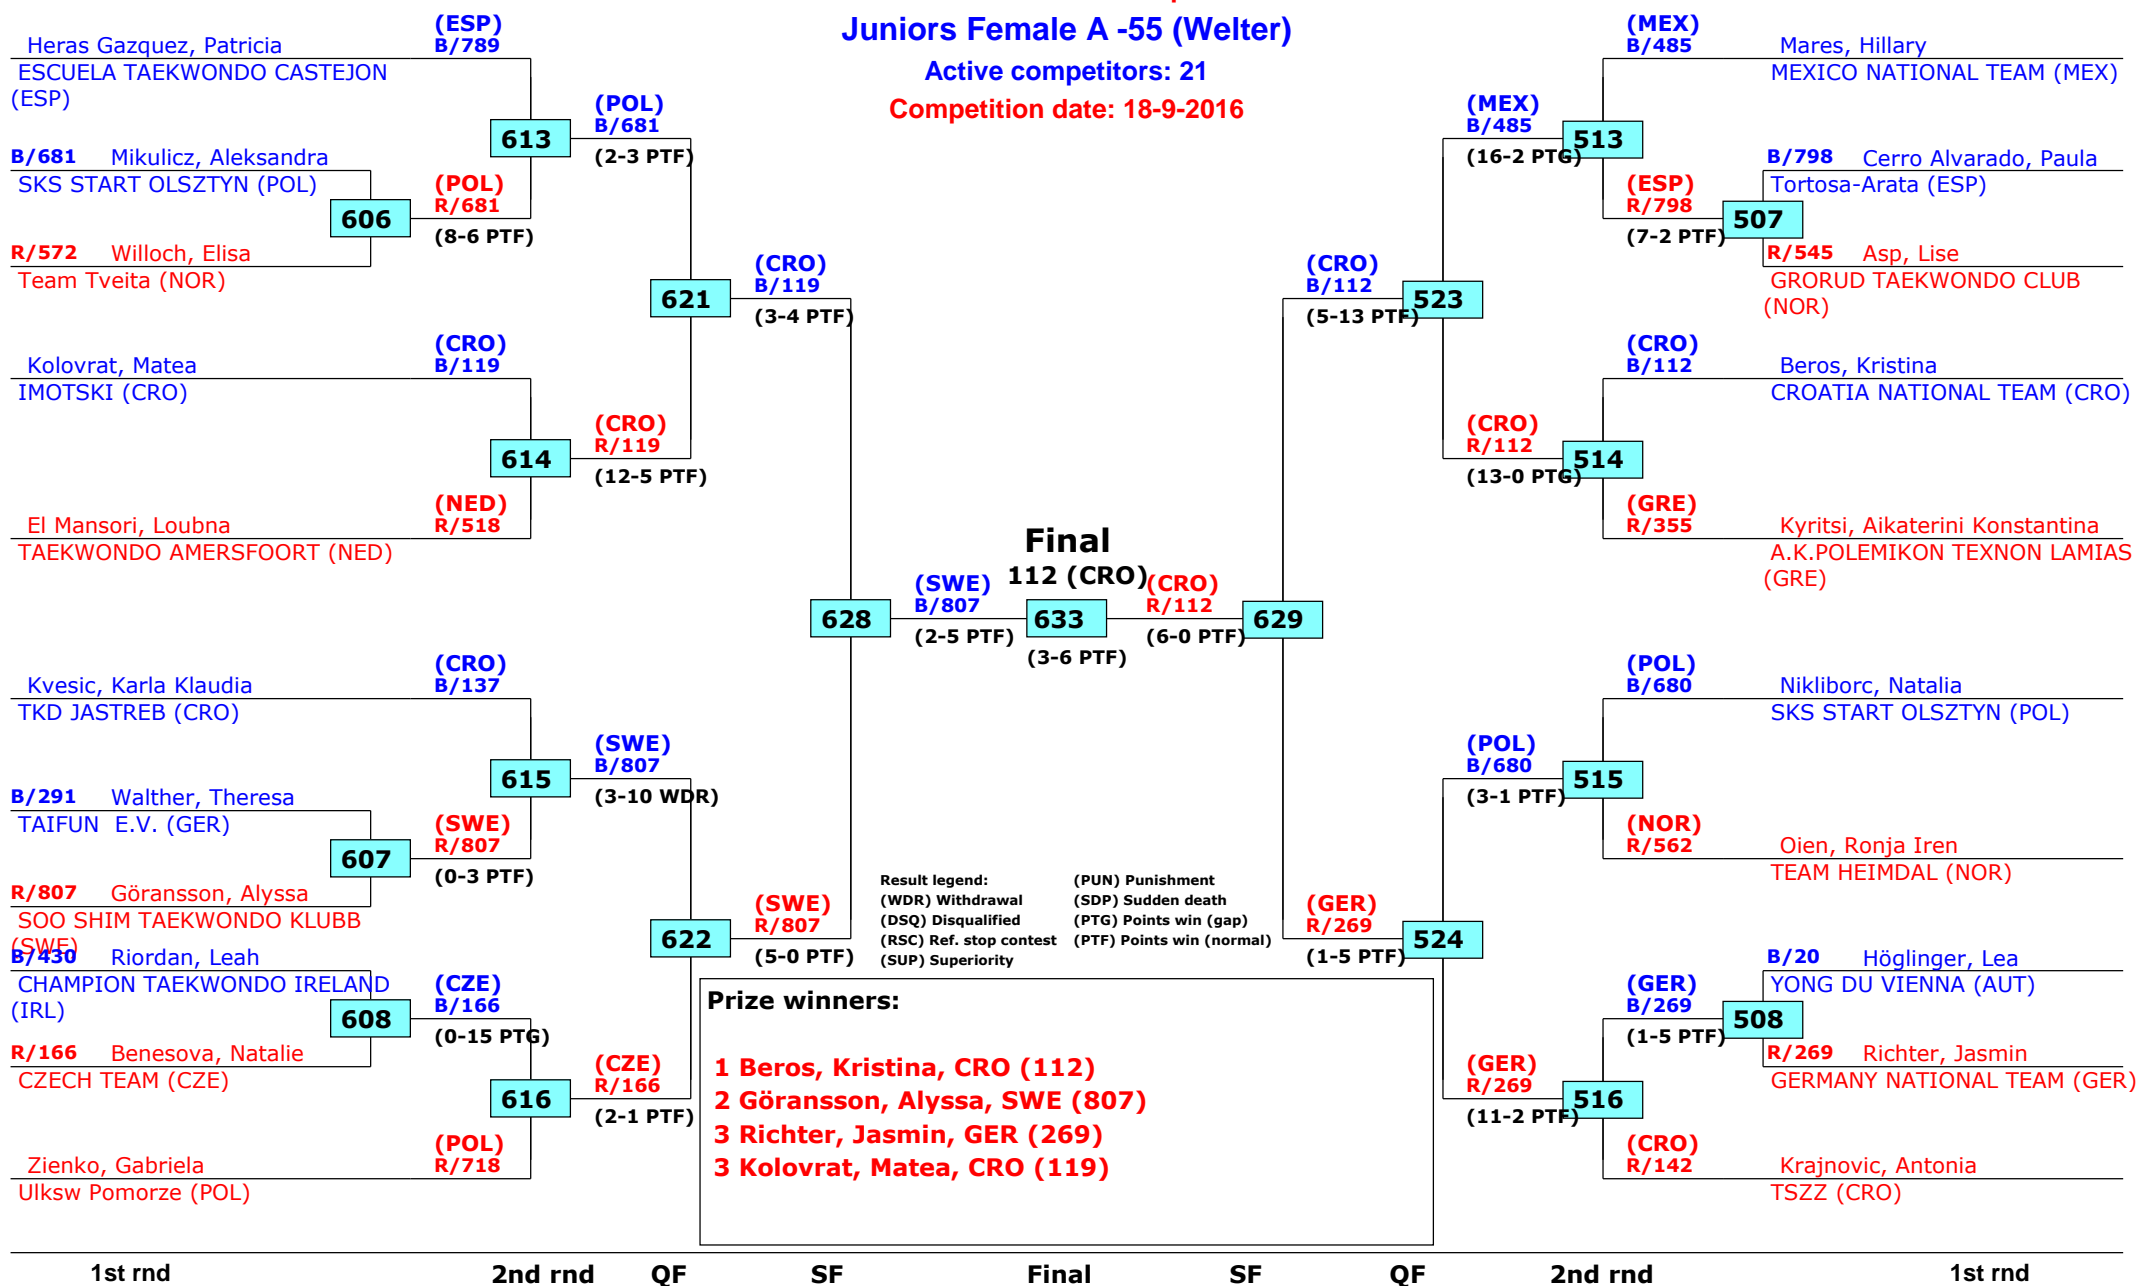 Juniors Female A -55 (Welter)
Active competitors: 21
Competition date: 18-9-2016
(ESP)
B/789
Heras Gazquez, Patricia
ESCUELA TAEKWONDO CASTEJON
(ESP)
(POL)
B/681
613
(2-3 PTF)
B/681 Mikulicz, Aleksandra
SKS START OLSZTYN (POL)
(POL)
R/681
606
(8-6 PTF)
R/572 Willoch, Elisa
Team Tveita (NOR)
(CRO)
B/119
621
(3-4 PTF)
(CRO)
B/119
Kolovrat, Matea
IMOTSKI (CRO)
(CRO)
R/119
614
(12-5 PTF)
(NED)
R/518
El Mansori, Loubna
TAEKWONDO AMERSFOORT (NED)
628
(SWE)
B/807
(2-5 PTF)
(CRO)
B/137
Kvesic, Karla Klaudia
TKD JASTREB (CRO)
(SWE)
B/807
615
(3-10 WDR)
B/291 Walther, Theresa
TAIFUN E.V. (GER)
(SWE)
R/807
607
(0-3 PTF)
R/807 Göransson, Alyssa
SOO SHIM TAEKWONDO KLUBB
(SWE)
(SWE)
R/807
622
(5-0 PTF)
B/430 Riordan, Leah
CHAMPION TAEKWONDO IRELAND
(IRL)
(CZE)
B/166
608
(0-15 PTG)
R/166 Benesova, Natalie
CZECH TEAM (CZE)
(CZE)
R/166
616
(2-1 PTF)
(POL)
R/718
Zienko, Gabriela
Ulksw Pomorze (POL)
Final
112 (CRO)
633
(3-6 PTF)
(CRO)
R/112
629
(6-0 PTF)
(MEX)
B/485
Mares, Hillary
MEXICO NATIONAL TEAM (MEX)
(MEX)
B/485
513
(16-2 PTG)
B/798 Cerro Alvarado, Paula
Tortosa-Arata (ESP)
(ESP)
R/798
507
(7-2 PTF)
R/545 Asp, Lise
GRORUD TAEKWONDO CLUB
(NOR)
(CRO)
B/112
523
(5-13 PTF)
(CRO)
B/112
Beros, Kristina
CROATIA NATIONAL TEAM (CRO)
(CRO)
R/112
514
(13-0 PTG)
(GRE)
R/355
Kyritsi, Aikaterini Konstantina
A.K.POLEMIKON TEXNON LAMIAS
(GRE)
(POL)
B/680
Nikliborc, Natalia
SKS START OLSZTYN (POL)
(POL)
B/680
515
(3-1 PTF)
(NOR)
R/562
Oien, Ronja Iren
TEAM HEIMDAL (NOR)
(GER)
R/269
524
(1-5 PTF)
B/20 Höglinger, Lea
YONG DU VIENNA (AUT)
(GER)
B/269
508
(1-5 PTF)
R/269 Richter, Jasmin
GERMANY NATIONAL TEAM (GER)
(GER)
R/269
516
(11-2 PTF)
(CRO)
R/142
Krajnovic, Antonia
TSZZ (CRO)
Result legend: (PUN) Punishment
(WDR) Withdrawal (SDP) Sudden death
(DSQ) Disqualified (PTG) Points win (gap)
(RSC) Ref. stop contest (PTF) Points win (normal)
(SUP) Superiority
Prize winners:
1 Beros, Kristina, CRO (112)
2 Göransson, Alyssa, SWE (807)
3 Richter, Jasmin, GER (269)
3 Kolovrat, Matea, CRO (119)
1st rnd 2nd rnd QF SF Final SF QF 2nd rnd 1st rnd